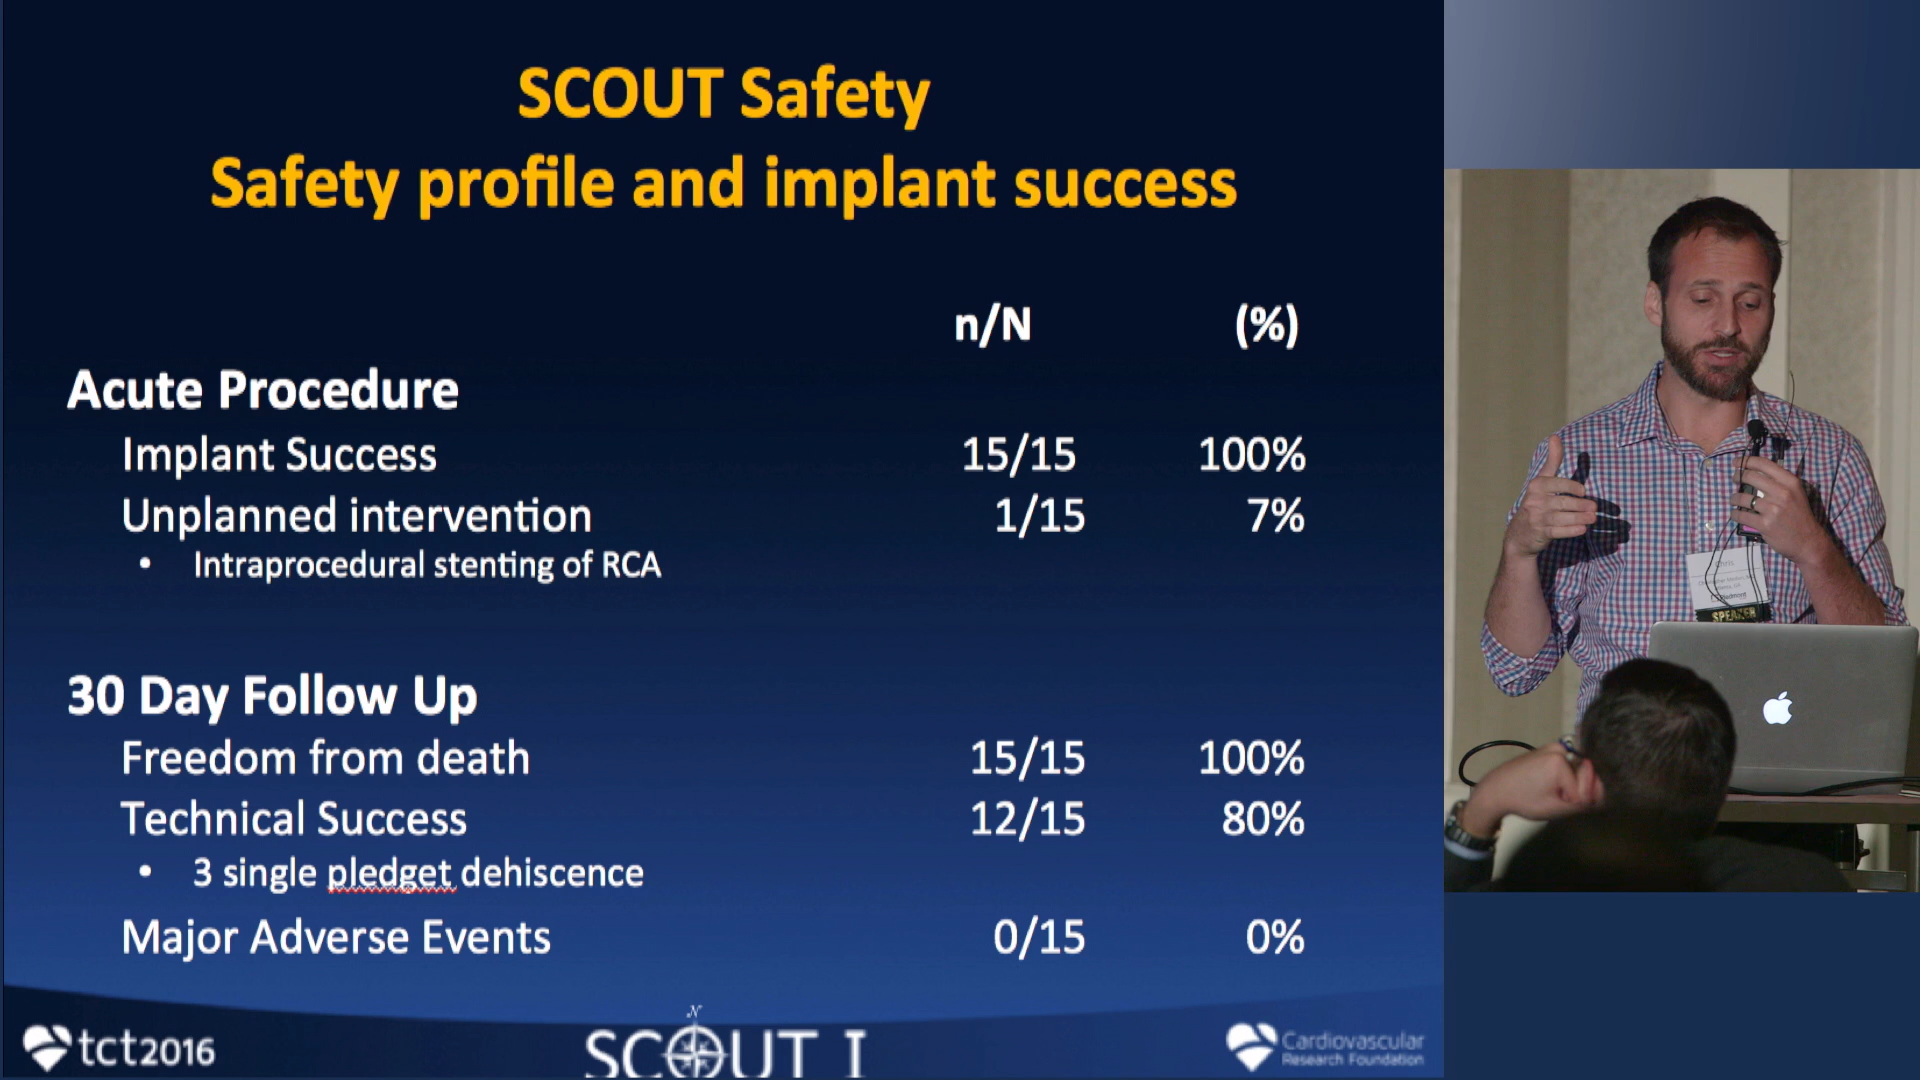 SCOUT Safety
Safety profile and implant success
n/N (%)
Acute Procedure
Implant Success 15/15 100%
Unplanned intervention 1/15 7%
• Intraprocedural stenting of RCA
30 Day Follow Up
Freedom from death 15/15 100%
Technical Success 12/15 80%
• 3 single pledget dehiscence
Major Adverse Events 0/15 0%
tct2016
N
SCOUT I
Cardiovascular
Research Foundation
Chris
SPEAKER